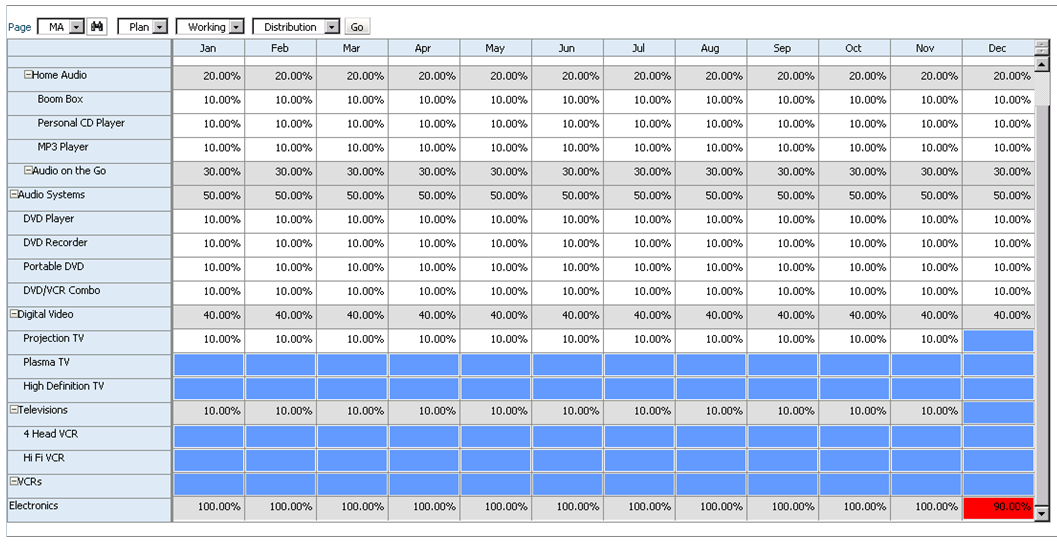 Page MA Plan Working Distribution Go
Jan Feb Mar Apr May Jun Jul Aug Sep Oct Nov Dec
Home Audio 20.00% 20.00% 20.00% 20.00% 20.00% 20.00% 20.00% 20.00% 20.00% 20.00% 20.00% 20.00%
Boom Box 10.00% 10.00% 10.00% 10.00% 10.00% 10.00% 10.00% 10.00% 10.00% 10.00% 10.00% 10.00%
Personal CD Player 10.00% 10.00% 10.00% 10.00% 10.00% 10.00% 10.00% 10.00% 10.00% 10.00% 10.00% 10.00%
MP3 Player 10.00% 10.00% 10.00% 10.00% 10.00% 10.00% 10.00% 10.00% 10.00% 10.00% 10.00% 10.00%
Audio on the Go 30.00% 30.00% 30.00% 30.00% 30.00% 30.00% 30.00% 30.00% 30.00% 30.00% 30.00% 30.00%
Audio Systems 50.00% 50.00% 50.00% 50.00% 50.00% 50.00% 50.00% 50.00% 50.00% 50.00% 50.00% 50.00%
DVD Player 10.00% 10.00% 10.00% 10.00% 10.00% 10.00% 10.00% 10.00% 10.00% 10.00% 10.00% 10.00%
DVD Recorder 10.00% 10.00% 10.00% 10.00% 10.00% 10.00% 10.00% 10.00% 10.00% 10.00% 10.00% 10.00%
Portable DVD 10.00% 10.00% 10.00% 10.00% 10.00% 10.00% 10.00% 10.00% 10.00% 10.00% 10.00% 10.00%
DVD/VCR Combo 10.00% 10.00% 10.00% 10.00% 10.00% 10.00% 10.00% 10.00% 10.00% 10.00% 10.00% 10.00%
Digital Video 40.00% 40.00% 40.00% 40.00% 40.00% 40.00% 40.00% 40.00% 40.00% 40.00% 40.00% 40.00%
Projection TV 10.00% 10.00% 10.00% 10.00% 10.00% 10.00% 10.00% 10.00% 10.00% 10.00% 10.00%
Plasma TV
High Definition TV
Televisions 10.00% 10.00% 10.00% 10.00% 10.00% 10.00% 10.00% 10.00% 10.00% 10.00% 10.00%
4 Head VCR
Hi Fi VCR
VCRs
Electronics 100.00% 100.00% 100.00% 100.00% 100.00% 100.00% 100.00% 100.00% 100.00% 100.00% 100.00% 90.00%